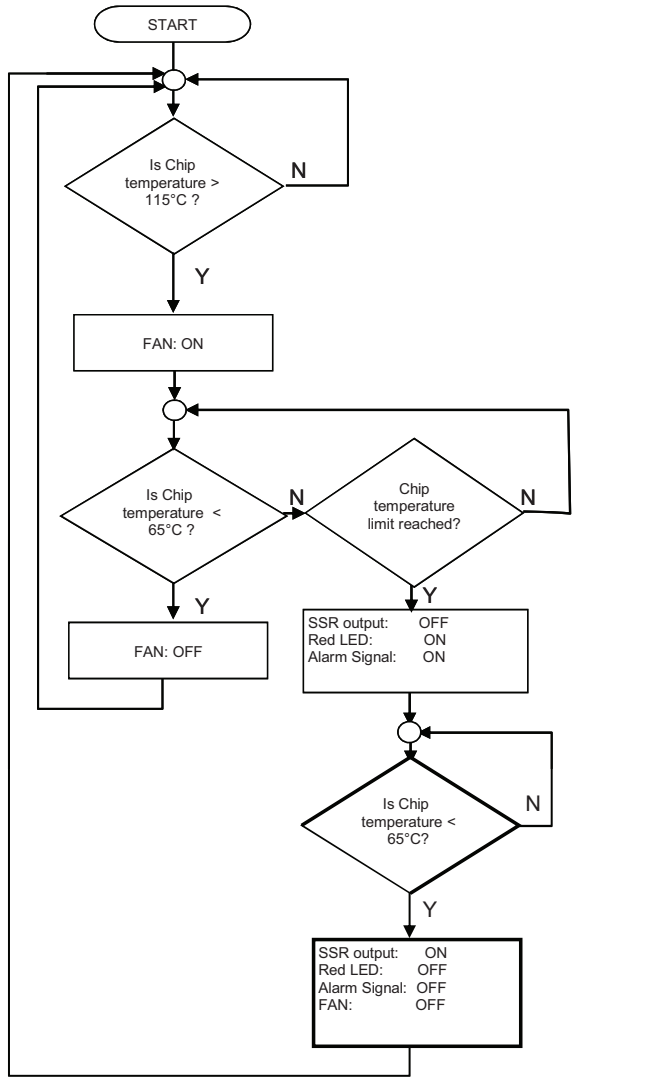 START
Is Chip
temperature >
115°C ?
N
Y
FAN: ON
Is Chip
temperature <
65°C ?
N
Chip
temperature
limit reached?
N
Y
Y
FAN: OFF
SSR output: OFF
Red LED: ON
Alarm Signal: ON
Is Chip
temperature <
65°C?
N
Y
SSR output: ON
Red LED: OFF
Alarm Signal: OFF
FAN: OFF